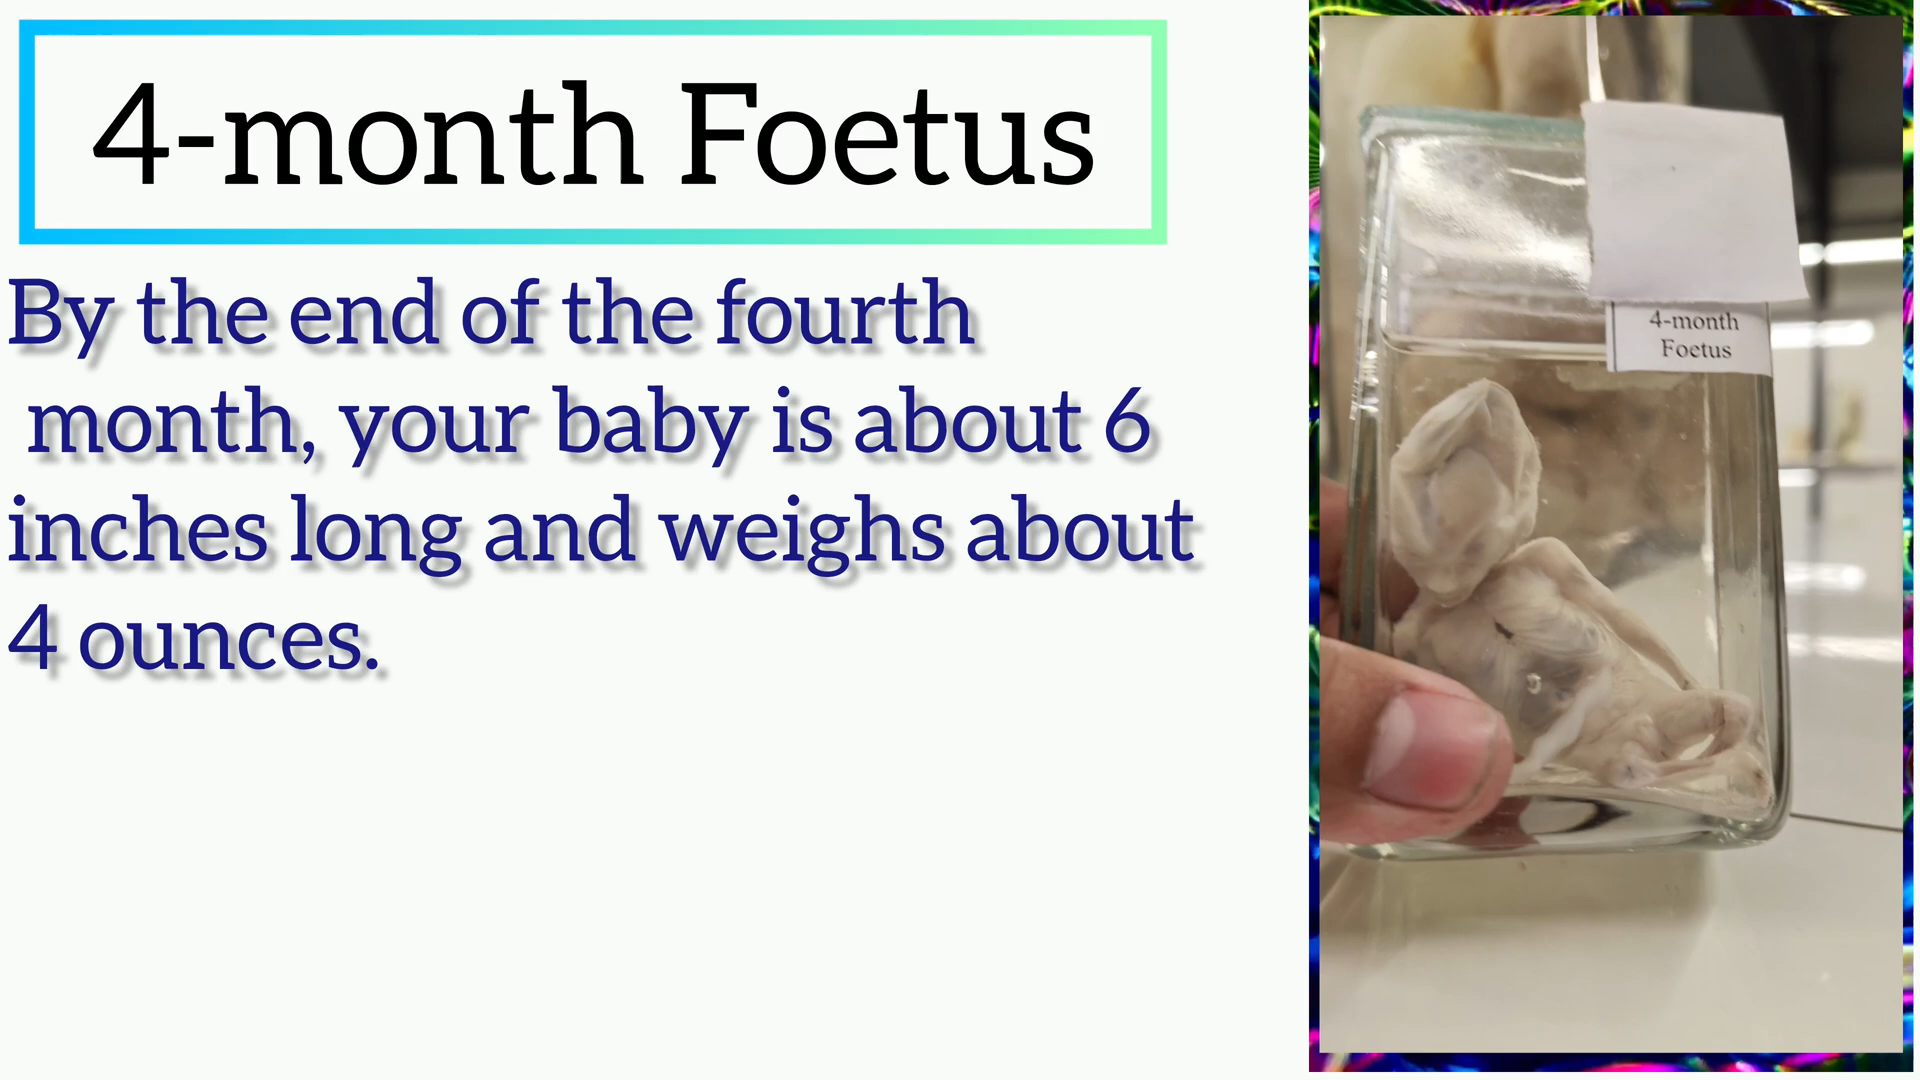 4-month Foetus
By the end of the fourth
month, your baby is about 6
inches long and weighs about
4 ounces.
4-month
Foetus